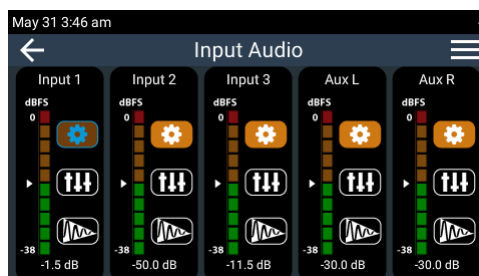 May 31 3:46 am
Input Audio
Input 1 Input 2 Input 3 Aux L Aux R
dBFS dBFS dBFS dBFS dBFS
0 0 0 0 0
-38 -38 -38 -38 -38
-1.5 dB -50.0 dB -11.5 dB -30.0 dB -30.0 dB